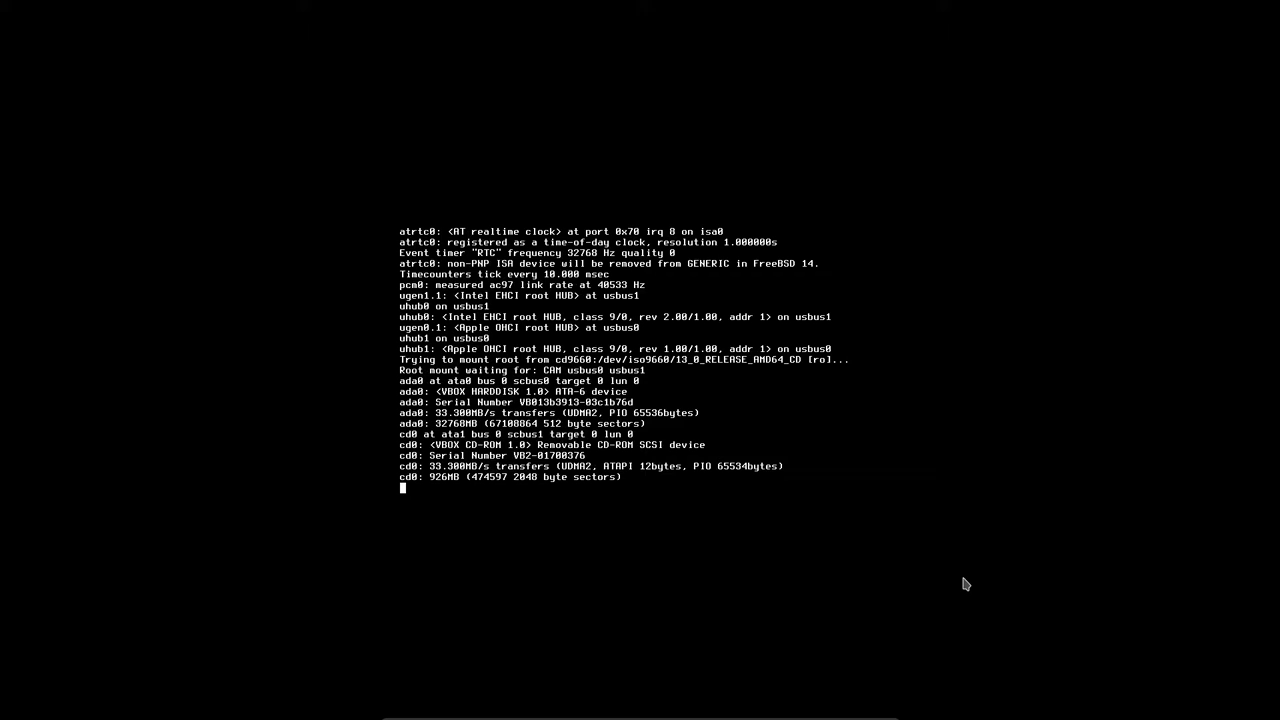 atrtc0: <AT realtime clock> at port 0x70 irq 8 on isa0
atrtc0: registered as a time-of-day clock, resolution 1.000000s
Event timer "RTC" frequency 32768 Hz quality 0
atrtc0: non-PNP ISA device will be removed from GENERIC in FreeBSD 14.
Timecounters tick every 10.000 msec
pcm0: measured ac97 link rate at 40533 Hz
ugen1.1: <Intel EHCI root HUB> at usbus1
uhub0 on usbus1
uhub0: <Intel EHCI root HUB, class 9/0, rev 2.00/1.00, addr 1> on usbus1
ugen0.1: <Apple OHCI root HUB> at usbus0
uhub1 on usbus0
uhub1: <Apple OHCI root HUB, class 9/0, rev 1.00/1.00, addr 1> on usbus0
Trying to mount root from cd9660:/dev/iso9660/13_0_RELEASE_AMD64_CD [ro]...
Root mount waiting for: CAM usbus0 usbus1
ada0 at ata0 bus 0 scbus0 target 0 lun 0
ada0: <VBOX HARDDISK 1.0> ATA-6 device
ada0: Serial Number VB013b3913-03c1b76d
ada0: 33.300MB/s transfers (UDMA2, PIO 65536bytes)
ada0: 32768MB (67108864 512 byte sectors)
cd0 at ata1 bus 0 scbus1 target 0 lun 0
cd0: <VBOX CD-ROM 1.0> Removable CD-ROM SCSI device
cd0: Serial Number VB2-01700376
cd0: 33.300MB/s transfers (UDMA2, ATAPI 12bytes, PIO 65534bytes)
cd0: 926MB (474597 2048 byte sectors)